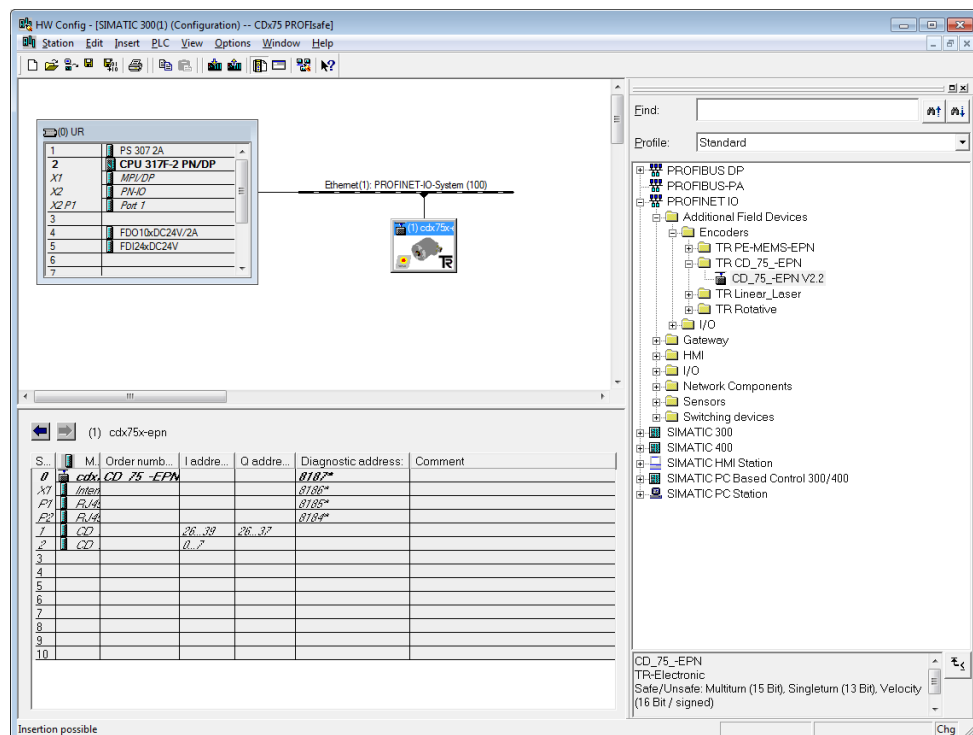 HW Config - [SIMATIC 300(1) (Configuration) -- CDx75 PROFIsafe]
Station Edit Insert PLC View Options Window Help
(0) UR
1 PS 307 2A
2 CPU 317F-2 PN/DP
X1 MPI/DP
X2 PN-IO
X2 P1 Port 1
3
4 FDO10xDC24V/2A
5 FDI24xDC24V
6
7
Ethernet(1): PROFINET-IO-System (100)
(1) cdx75x-e
TR
(1) cdx75x-epn
S... M... Order numb... I addre... Q addre... Diagnostic address: Comment
0 cdx. CD_75_-EPN 8187*
X1 Inter 8186*
P1 RJ45 8185*
P2 RJ45 8184*
1 CD 26...39 26...37
2 CD 0...7
3
4
5
6
7
8
9
10
Find:
Profile: Standard
PROFIBUS DP
PROFIBUS-PA
PROFINET IO
Additional Field Devices
Encoders
TR PE-MEMS-EPN
TR CD_75_-EPN
CD_75_-EPN V2.2
TR Linear_Laser
TR Rotative
I/O
Gateway
HMI
I/O
Network Components
Sensors
Switching devices
SIMATIC 300
SIMATIC 400
SIMATIC HMI Station
SIMATIC PC Based Control 300/400
SIMATIC PC Station
CD_75_-EPN
TR-Electronic
Safe/Unsafe: Multiturn (15 Bit), Singleturn (13 Bit), Velocity
(16 Bit / signed)
Insertion possible
Chg